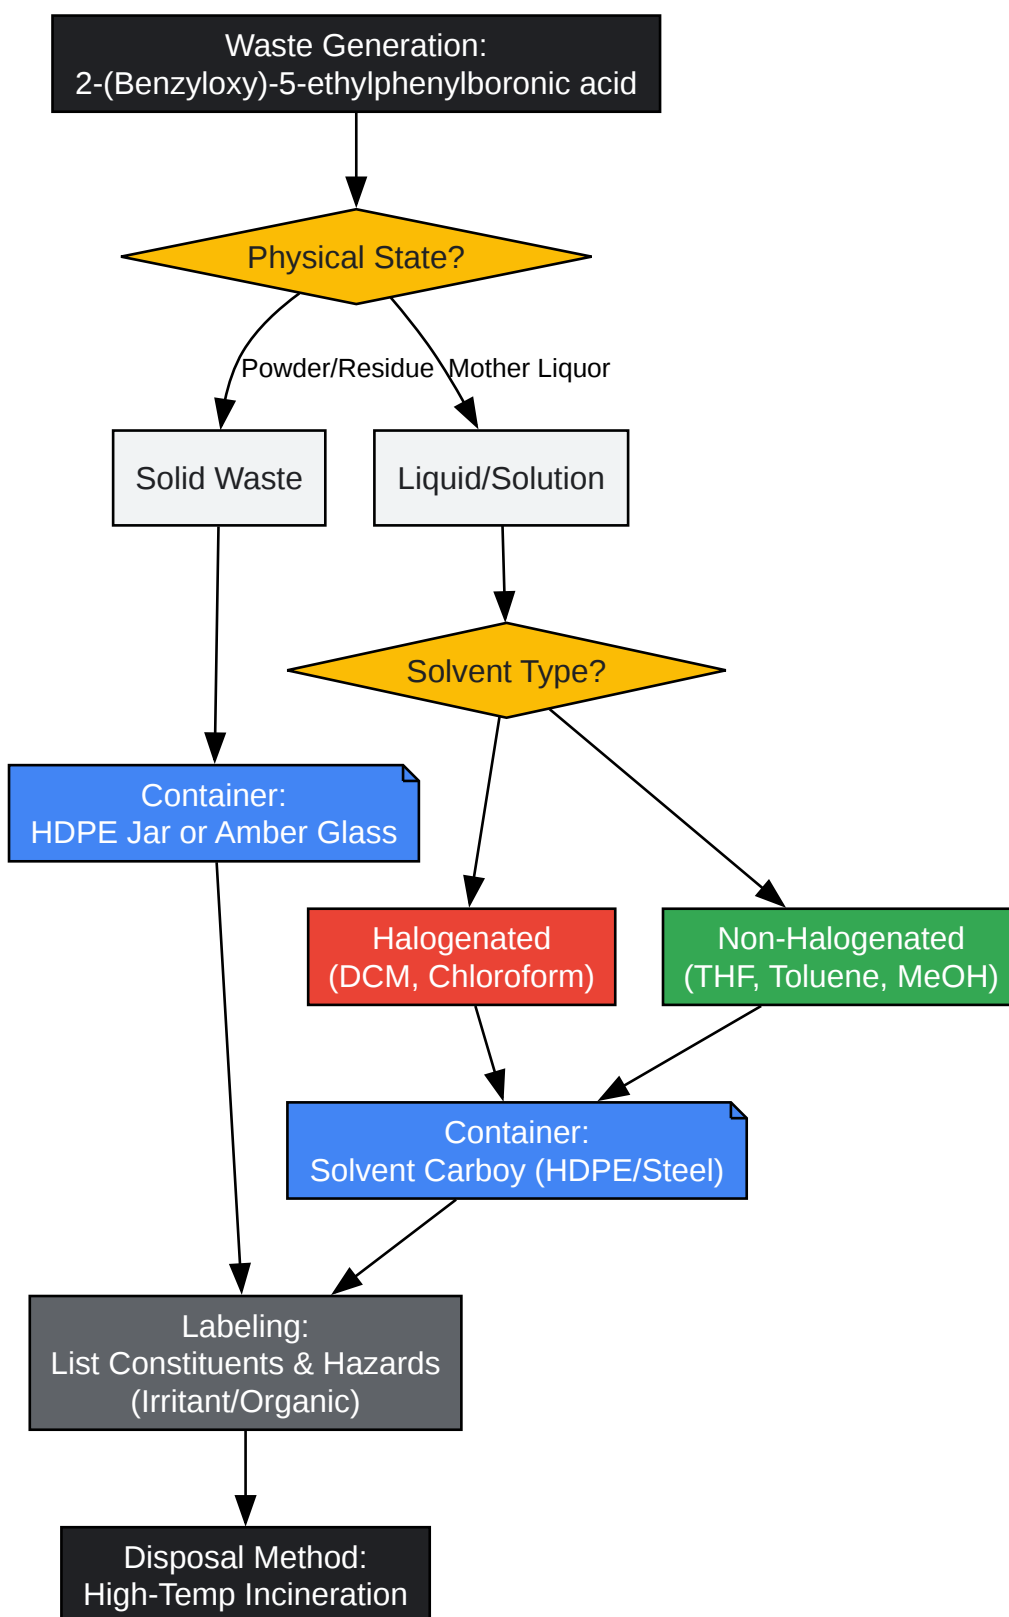 Waste Generation:
2-(Benzyloxy)-5-ethylphenylboronic acid
Physical State?
Powder/Residue
Mother Liquor
Solid Waste
Liquid/Solution
Solvent Type?
Container:
HDPE Jar or Amber Glass
Halogenated
(DCM, Chloroform)
Non-Halogenated
(THF, Toluene, MeOH)
Container:
Solvent Carboy (HDPE/Steel)
Labeling:
List Constituents & Hazards
(Irritant/Organic)
Disposal Method:
High-Temp Incineration